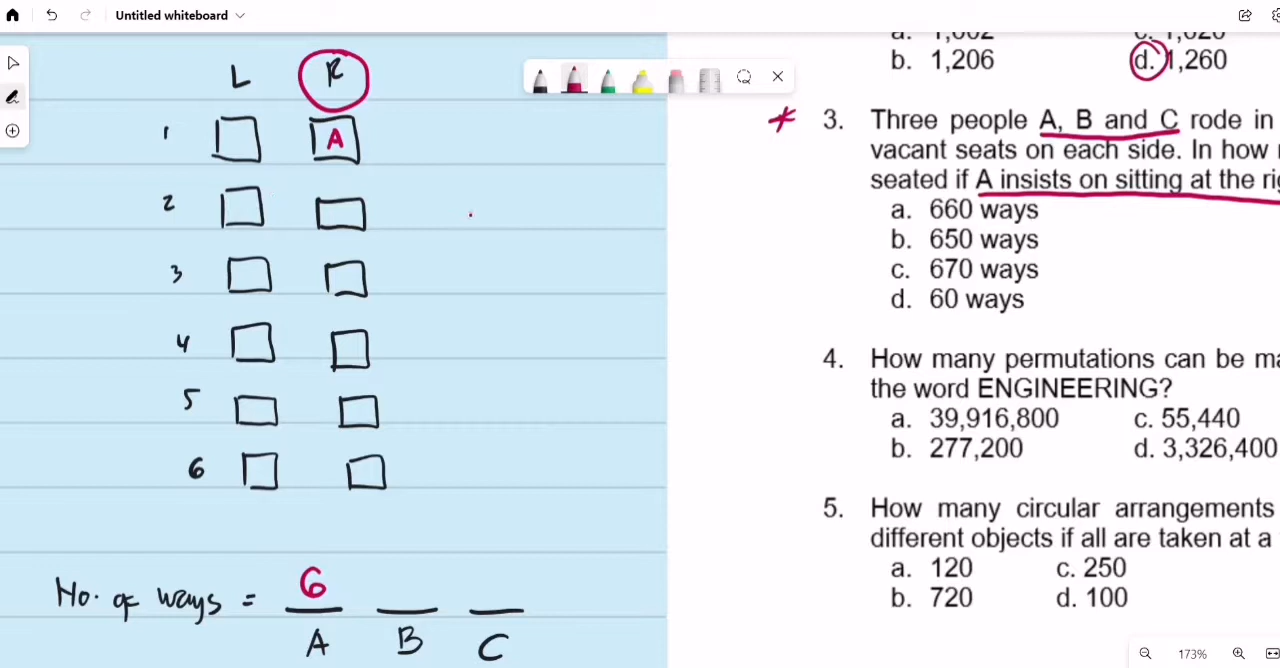 Untitled whiteboard
L R
1 A
2
3
4
5
6
No. of ways = 6
A B C
b. 1,206 d. 1,260
* 3. Three people A, B and C rode in
vacant seats on each side. In how
seated if A insists on sitting at the
a. 660 ways
b. 650 ways
c. 670 ways
d. 60 ways
4. How many permutations can be
the word ENGINEERING?
a. 39,916,800 c. 55,440
b. 277,200 d. 3,326,400
5. How many circular arrangements
different objects if all are taken at a
a. 120 c. 250
b. 720 d. 100
173%